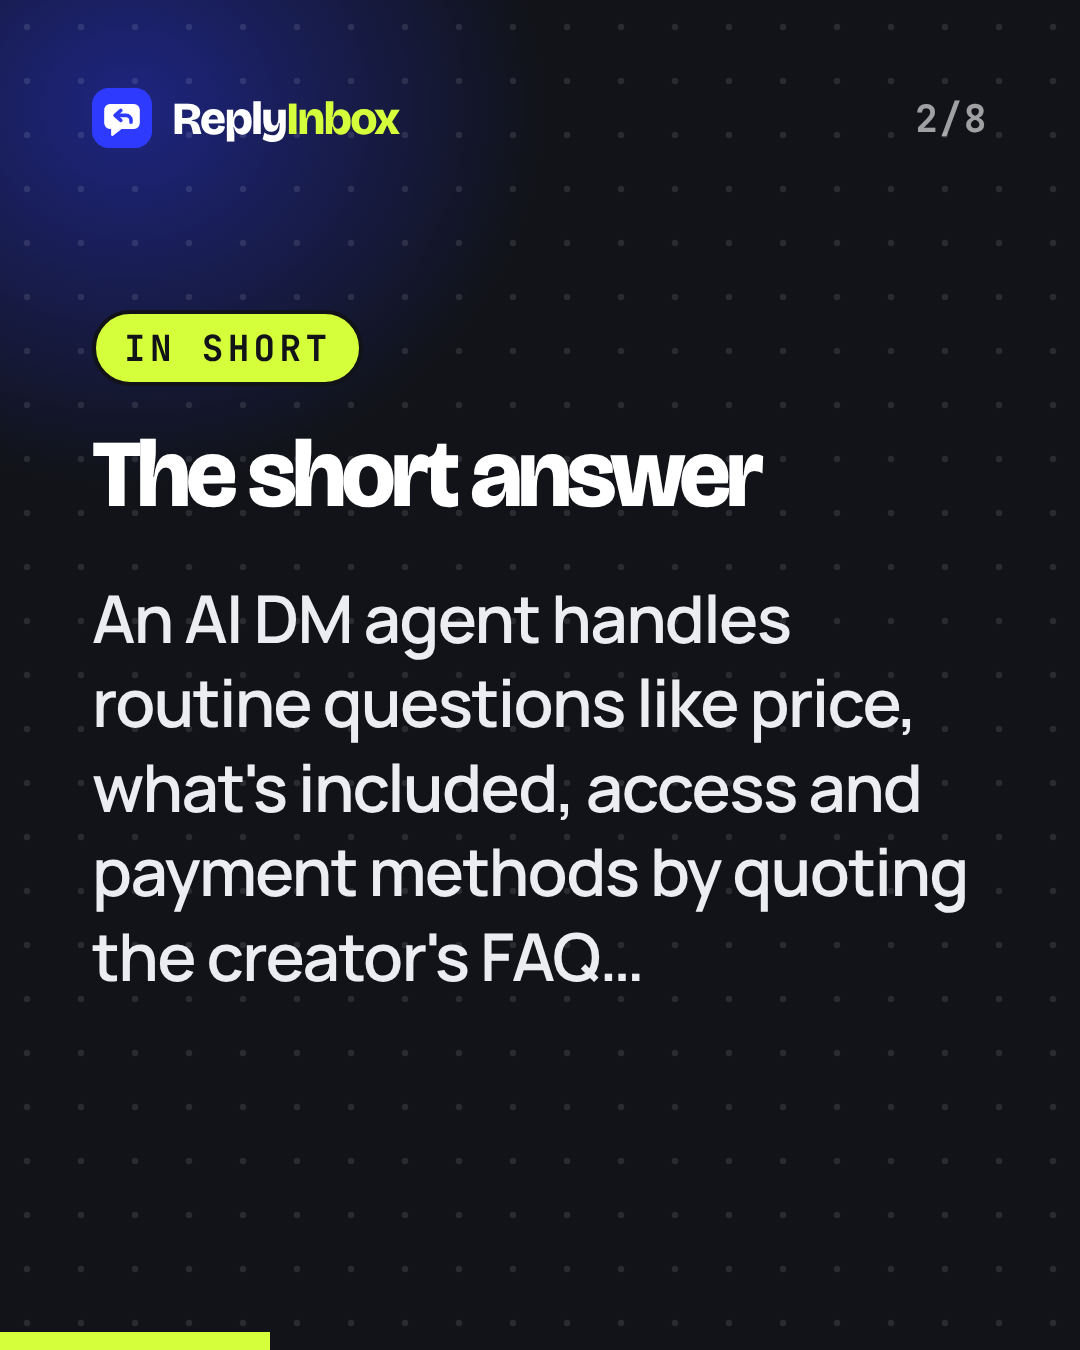 ReplyInbox
2/8
IN SHORT
The short answer
An AI DM agent handles
routine questions like price,
what's included, access and
payment methods by quoting
the creator's FAQ...